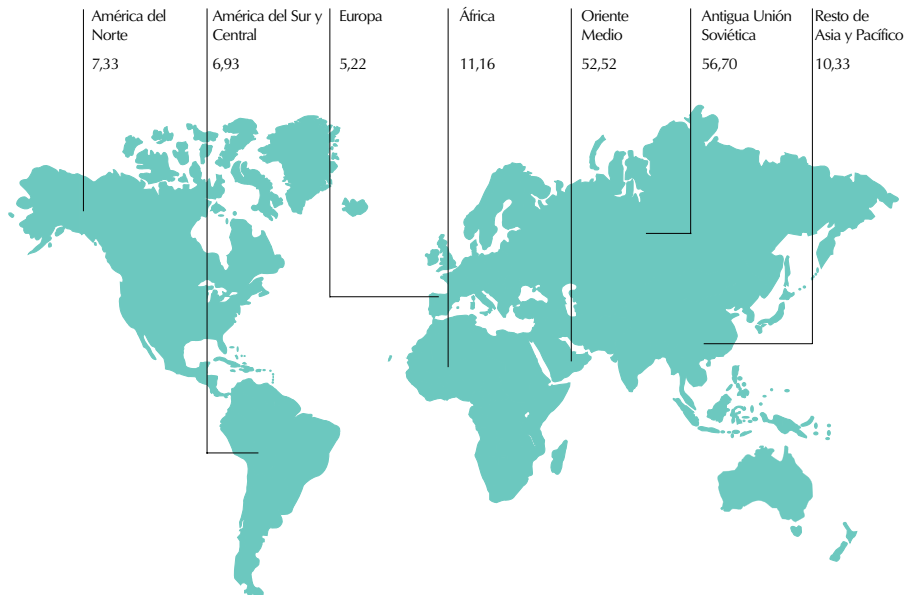 América del
Norte
7,33
América del Sur y
Central
6,93
Europa
5,22
África
11,16
Oriente
Medio
52,52
Antigua Unión
Soviética
56,70
Resto de
Asia y Pacífico
10,33